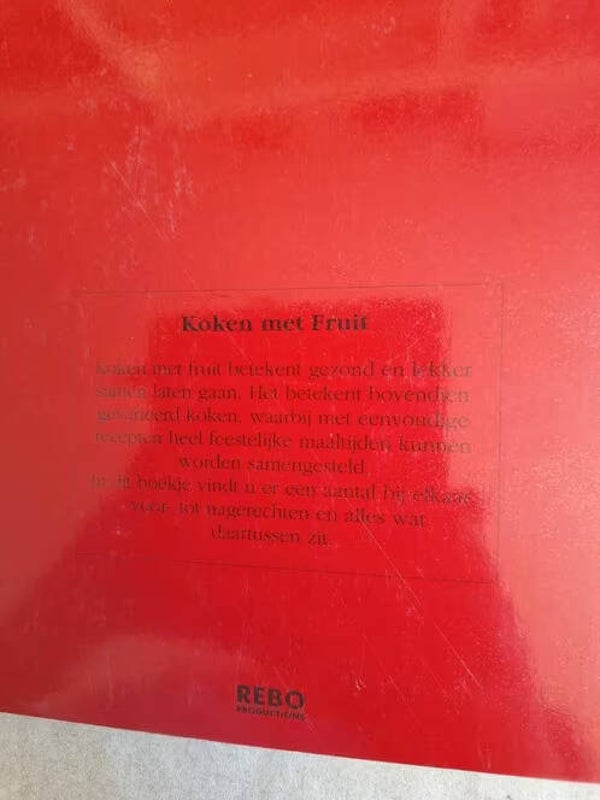 Koken met Fruit
Koken met fruit betekent gezond en lekker
samen laten gaan. Het betekent bovendien
gevarieerd koken, waarbij met eenvoudige
recepten heel feestelijke maaltijden kunnen
worden samengesteld.
In dit boekje vindt u er een aantal bij elkaar,
voor- tot nagerechten en alles wat
daartussen zit.
REBO
PRODUCTIONS